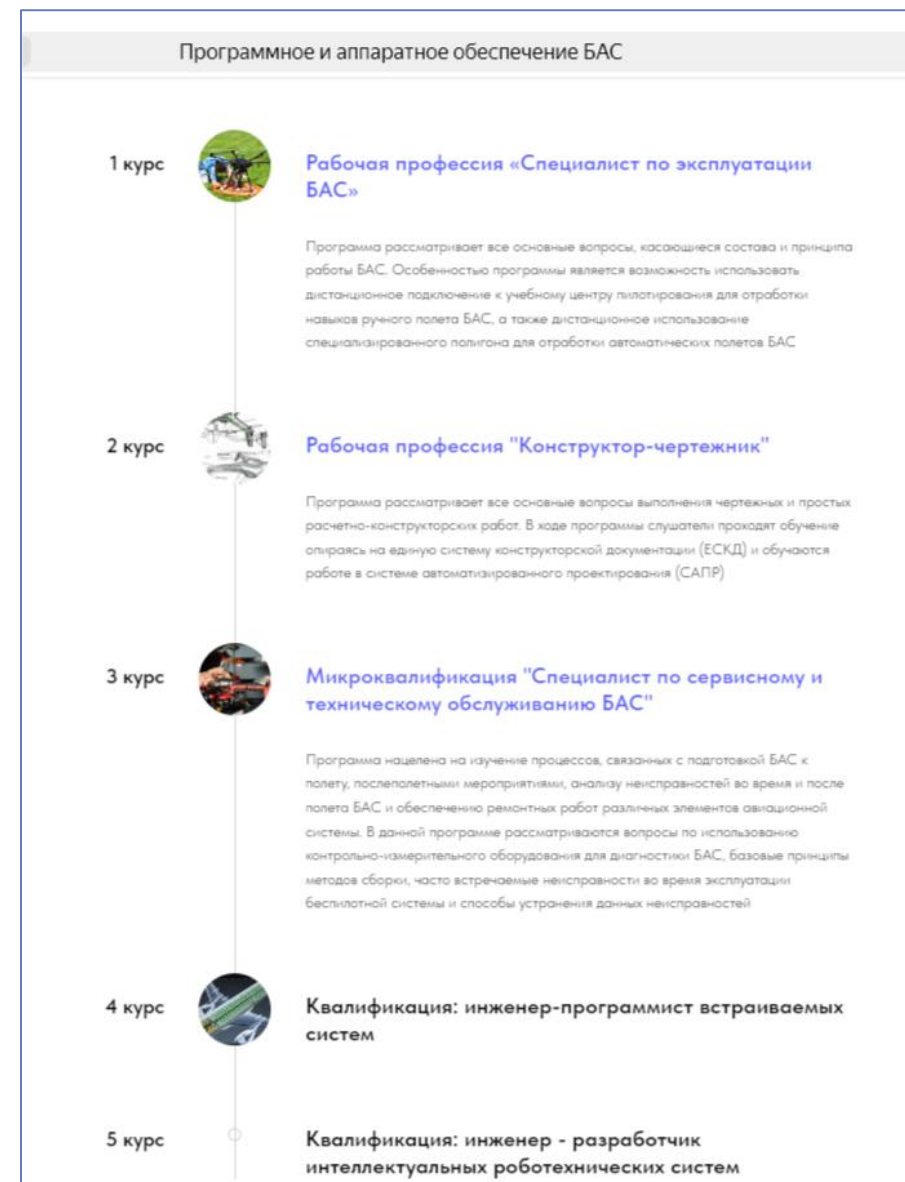 Программное и аппаратное обеспечение БАС
1 курс
Рабочая профессия «Специалист по эксплуатации
БАС»
Программа рассматривает все основные вопросы, касающиеся состава и принципа
работы БАС. Особенностью программы является возможность использовать
дистанционное подключение к учебному центру пилотирования для отработки
навыков ручного полета БАС, а также дистанционное использование
специализированного полигона для отработки автоматических полетов БАС
2 курс
Рабочая профессия "Конструктор-чертежник"
Программа рассматривает все основные вопросы выполнения чертежных и простых
расчетно-конструкторских работ. В ходе программы слушатели проходят обучение
опираясь на единую систему конструкторской документации (ЕСКД) и обучаются
работе в системе автоматизированного проектирования (САПР)
3 курс
Микроквалификация "Специалист по сервисному и
техническому обслуживанию БАС"
Программа нацелена на изучение процессов, связанных с подготовкой БАС к
полету, послеполетными мероприятиями, анализу неисправностей во время и после
полета БАС и обеспечению ремонтных работ различных элементов авиационной
системы. В данной программе рассматриваются вопросы по использованию
контрольно-измерительного оборудования для диагностики БАС, базовые принципы
методов сборки, часто встречаемые неисправности во время эксплуатации
беспилотной системы и способы устранения данных неисправностей
4 курс
Квалификация: инженер-программист встраиваемых
систем
5 курс
Квалификация: инженер - разработчик
интеллектуальных роботехнических систем